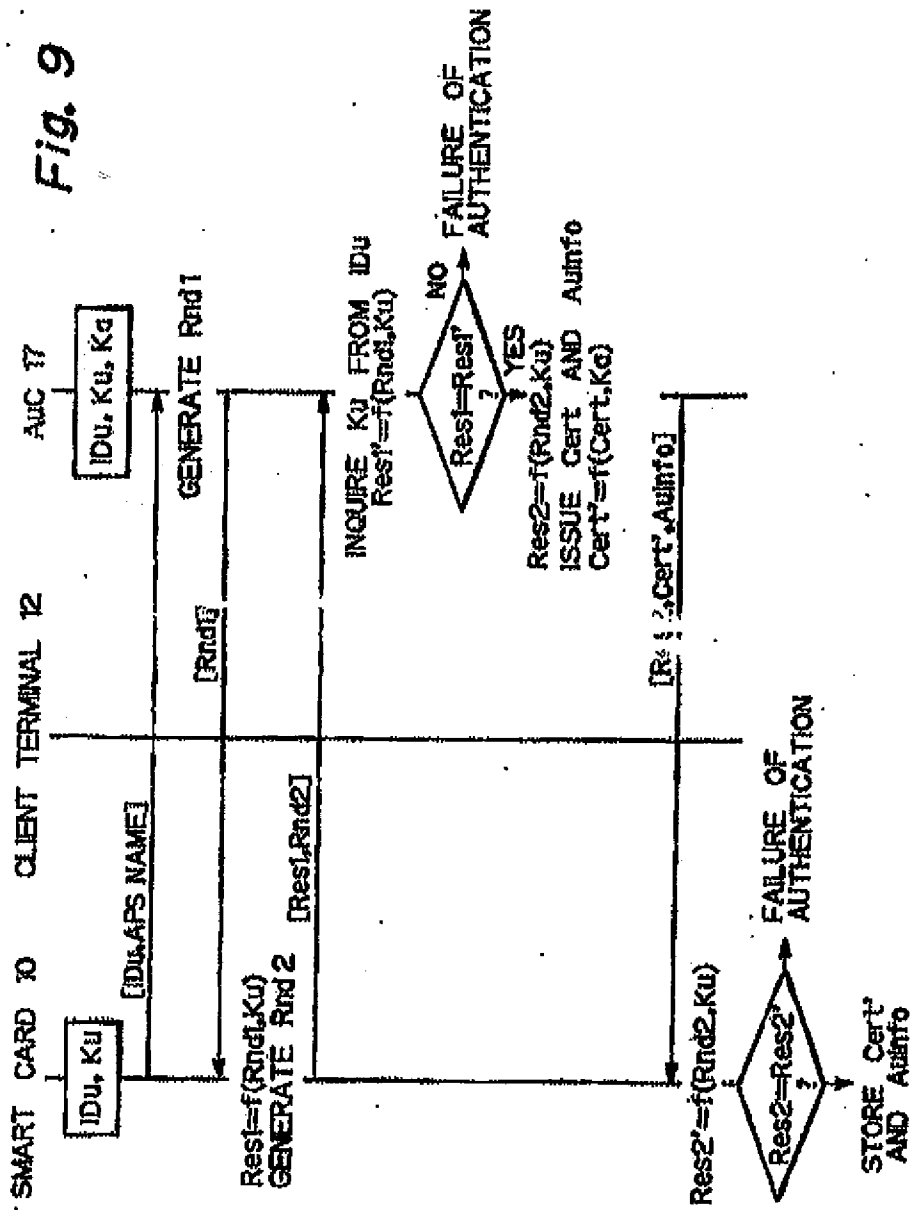 Fig. 9
SMART CARD 10
CLIENT TERMINAL 12
AuC 17
IDu, Ku
IDu, Ku, Ka
[IDu,APS NAME]
GENERATE Rnd1
[Rnd1]
Res1=f(Rnd1,Ku)
GENERATE Rnd2
[Res1,Rnd2]
INQUIRE Ku FROM IDu
Res1'=f(Rnd1,Ku)
Res1=Res1'
?
NO
FAILURE OF
AUTHENTICATION
YES
Res2=f(Rnd2,Ku)
ISSUE Cert AND AuInfo
Cert'=f(Cert,Ka)
[Res2,Cert',AuInfo]
Res2'=f(Rnd2,Ku)
Res2=Res2'
?
FAILURE OF
AUTHENTICATION
STORE Cert'
AND AuInfo